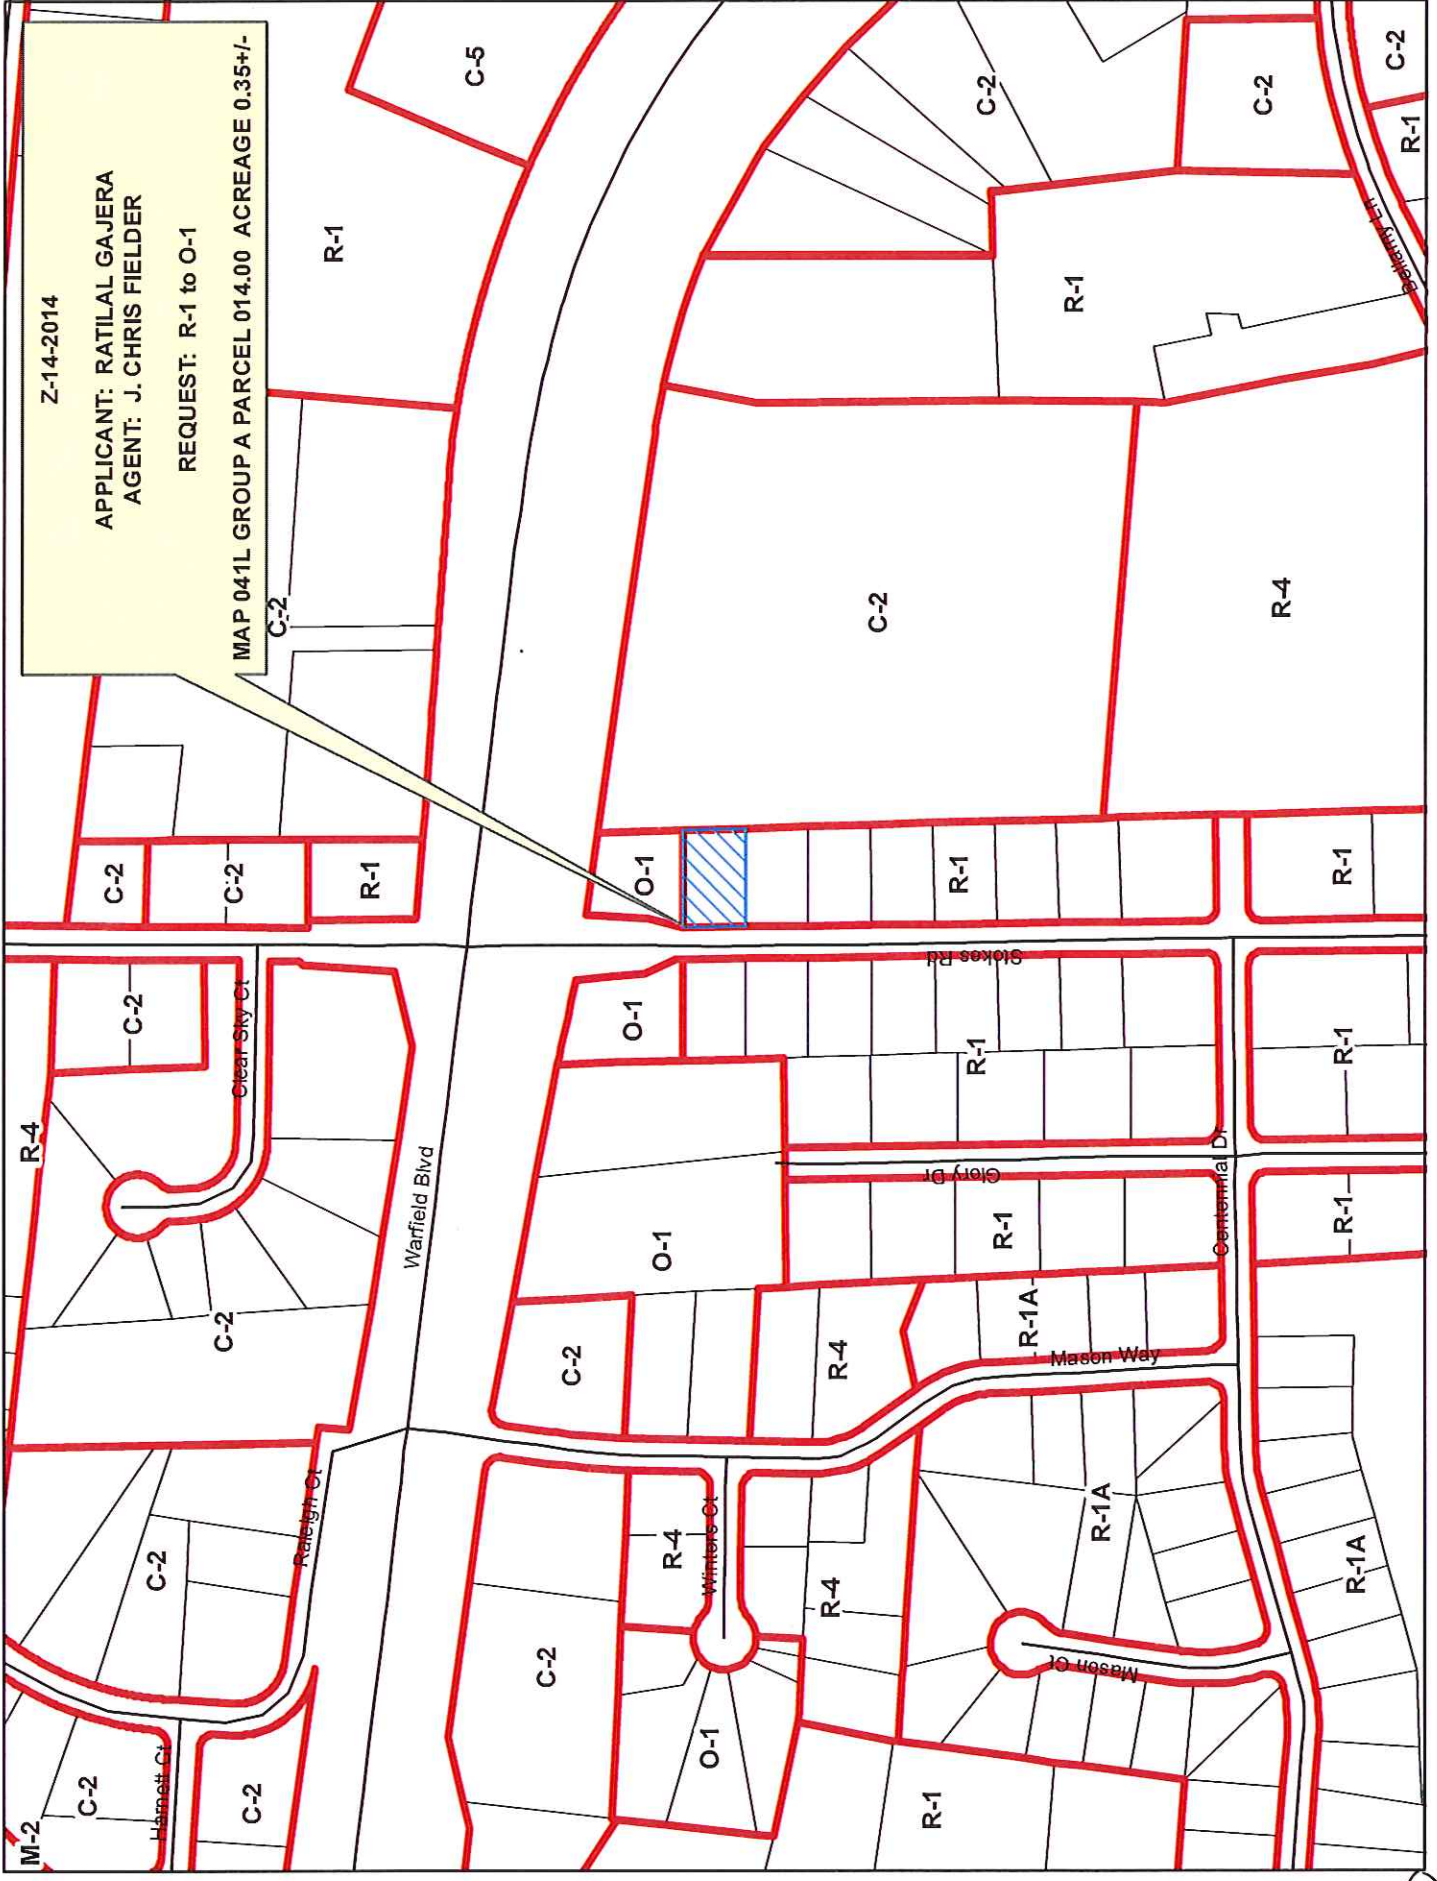 Z-14-2014
APPLICANT: RATILAL GAJERA
AGENT: J. CHRIS FIELDER
REQUEST: R-1 to O-1
MAP 041L GROUP A PARCEL 014.00 ACREAGE 0.35+/-
M-2
C-2
Harnett Ct
C-2
C-2
Raleigh Ct
C-2
R-4
C-2
Clear Sky Ct
C-2
C-2
R-1
C-2
R-1
C-5
Warfield Blvd
C-2
O-1
R-4
Winters Ct
R-4
C-2
R-4
O-1
O-1
O-1
C-2
R-4
R-1
C-2
C-2
C-2
R-1
Bellamy Ln
R-1
R-1A
Mason Ct
R-1A
Mason Way
R-1A
R-1
Glory Dr
R-1
Stokes Rd
R-1
Centennial Dr
R-1
R-1
R-1